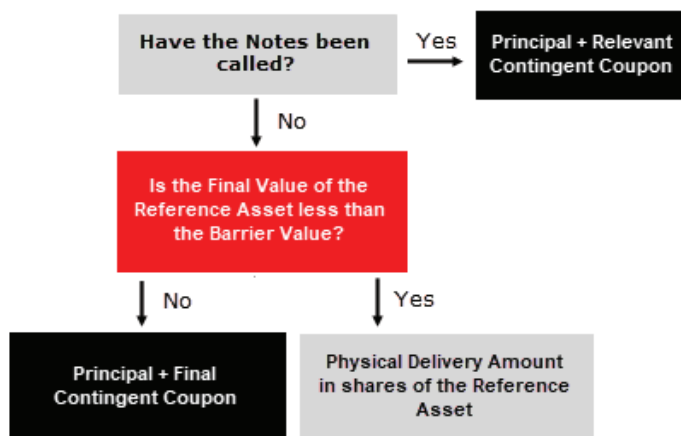 Have the Notes been
called?
Yes
Principal + Relevant
Contingent Coupon
No
Is the Final Value of the
Reference Asset less than
the Barrier Value?
No
Yes
Principal + Final
Contingent Coupon
Physical Delivery Amount
in shares of the Reference
Asset